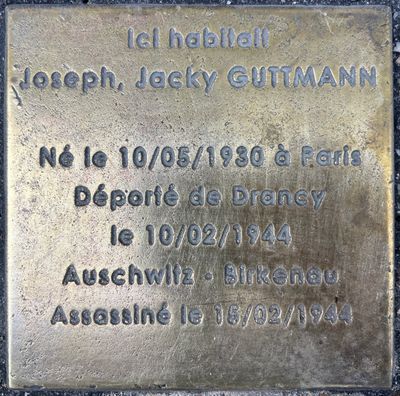 Ici habitait
Joseph, Jacky GUTTMANN
Né le 10/05/1930 à Paris
Déporté de Drancy
le 10/02/1944
Auschwitz - Birkenau
Assassiné le 15/02/1944